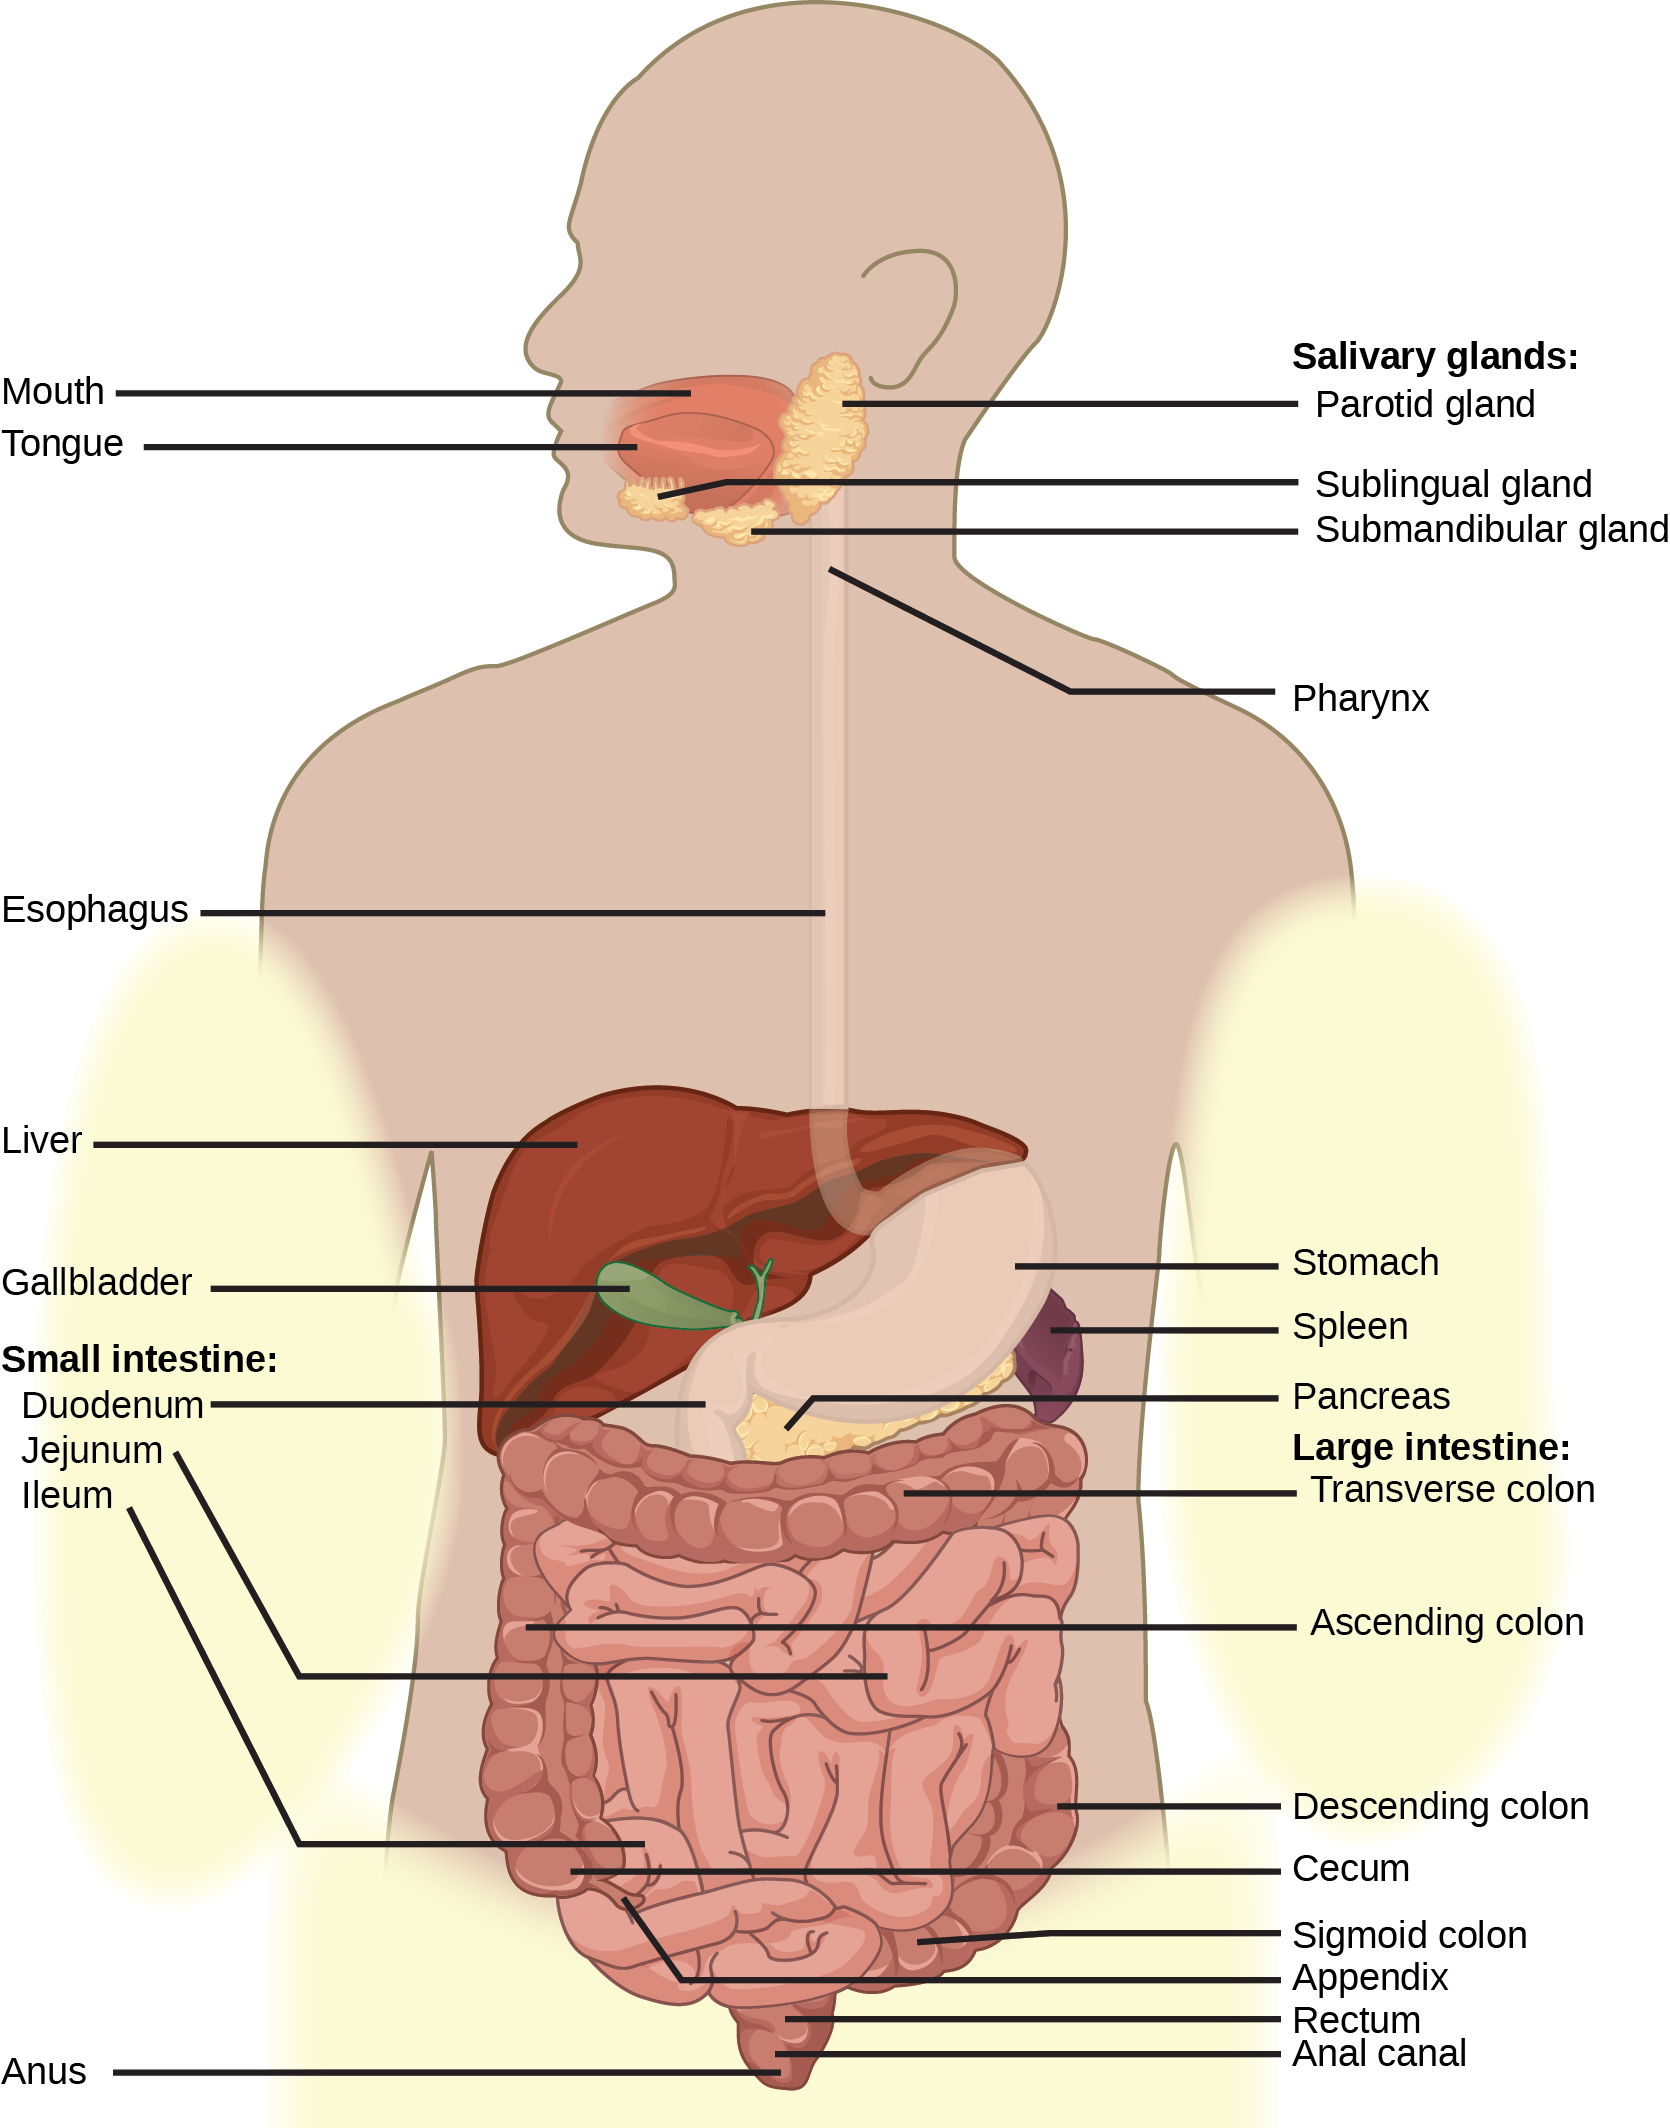 Mouth
Tongue
Esophagus
Liver
Gallbladder
Small intestine:
Duodenum
Jejunum
Ileum
Anus
Salivary glands:
Parotid gland
Sublingual gland
Submandibular gland
Pharynx
Stomach
Spleen
Pancreas
Large intestine:
Transverse colon
Ascending colon
Descending colon
Cecum
Sigmoid colon
Appendix
Rectum
Anal canal